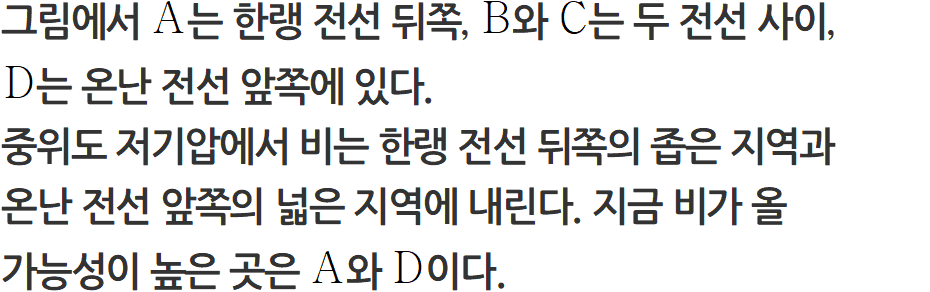 그림에서 A는 한랭 전선 뒤쪽, B와 C는 두 전선 사이,
D는 온난 전선 앞쪽에 있다.
중위도 저기압에서 비는 한랭 전선 뒤쪽의 좁은 지역과
온난 전선 앞쪽의 넓은 지역에 내린다. 지금 비가 올
가능성이 높은 곳은 A와 D이다.